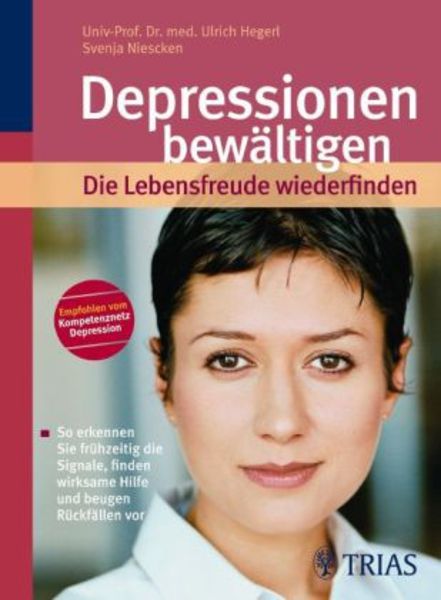 Univ-Prof. Dr. med. Ulrich Hegerl
Svenja Niescken
Depressionen
bewältigen
Die Lebensfreude wiederfinden
Empfohlen vom
Kompetenznetz
Depression
So erkennen
Sie frühzeitig die
Signale, finden
wirksame Hilfe
und beugen
Rückfällen vor
TRIAS